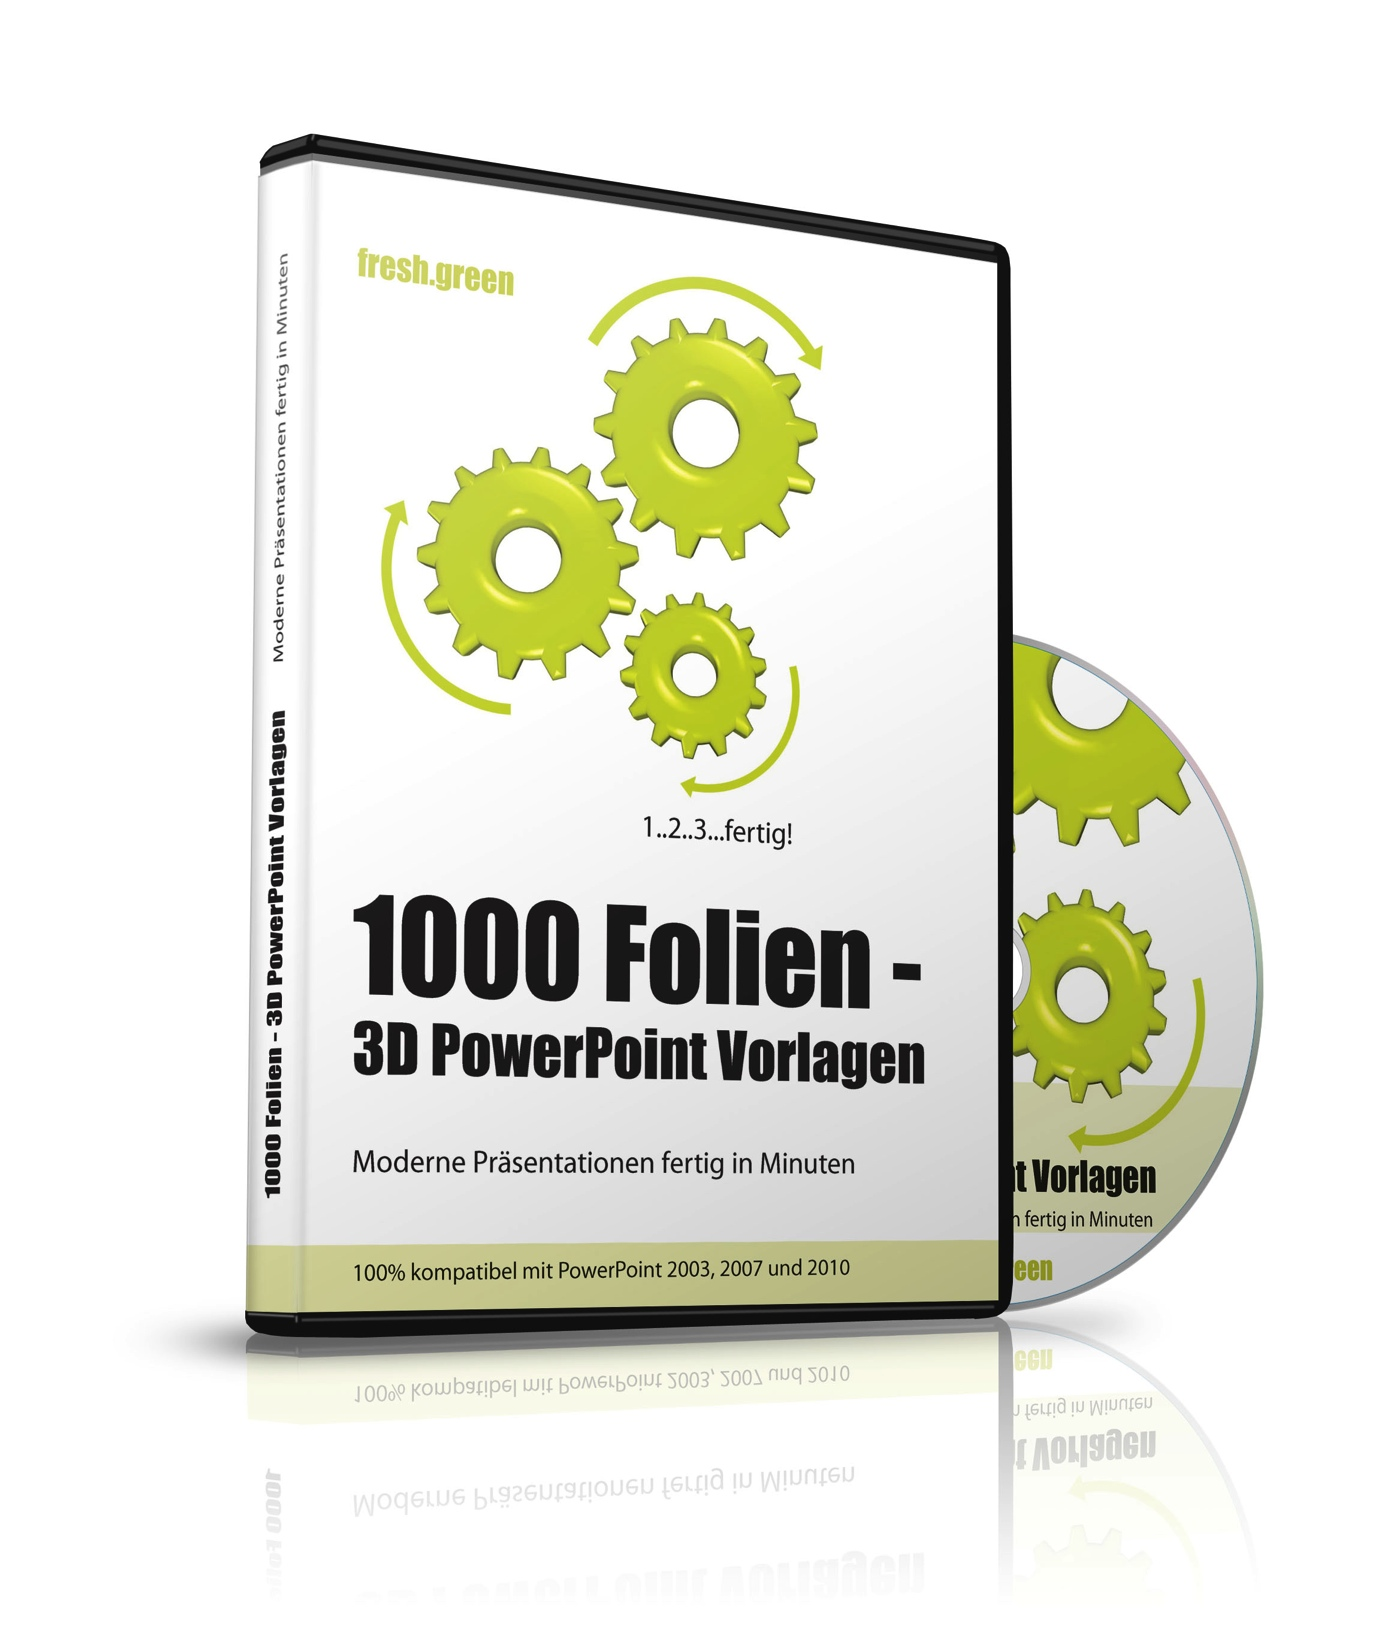 fresh.green
1..2..3...fertig!
1000 Folien -
3D PowerPoint Vorlagen
Moderne Präsentationen fertig in Minuten
100% kompatibel mit PowerPoint 2003, 2007 und 2010
1000 Folien - 3D PowerPoint Vorlagen Moderne Präsentationen fertig in Minuten
Vorlagen
fertig in Minuten